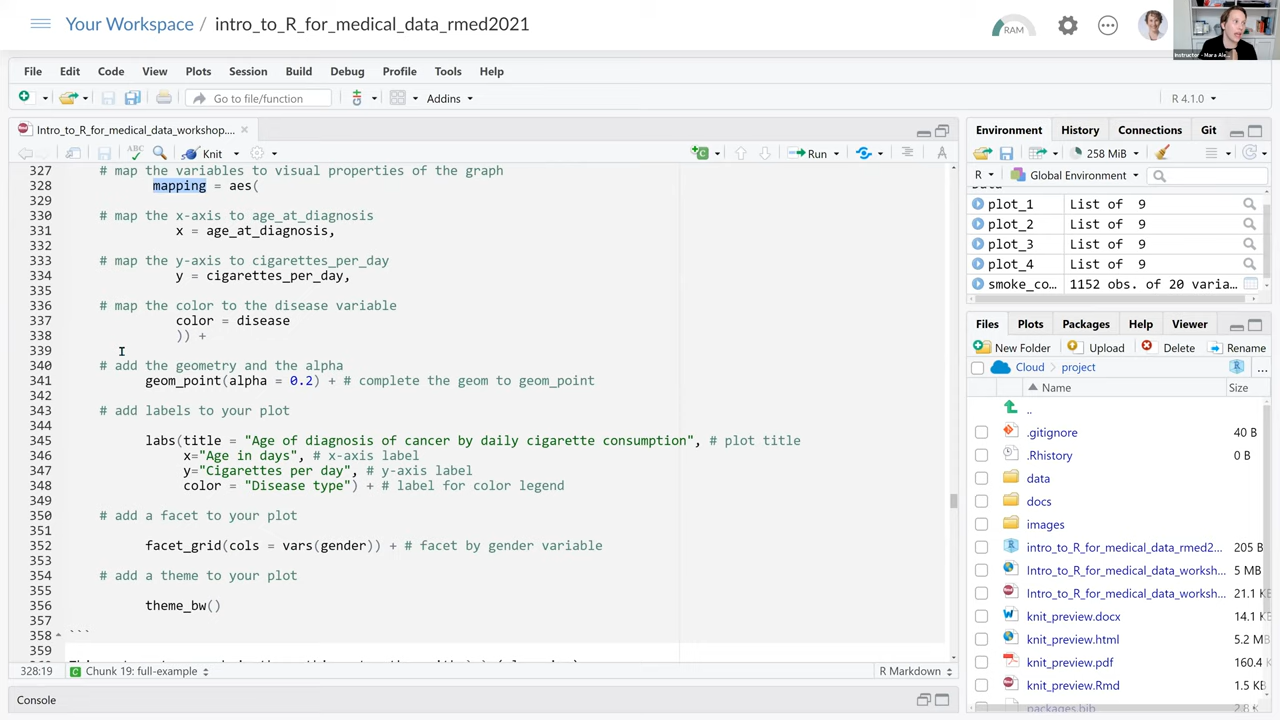 Your Workspace / intro_to_R_for_medical_data_rmed2021
RAM
Instructor - Mara Ale...
File Edit Code View Plots Session Build Debug Profile Tools Help
Go to file/function Addins R 4.1.0
Intro_to_R_for_medical_data_workshop....
ABC Knit Run
327 # map the variables to visual properties of the graph
328 mapping = aes(
329
330 # map the x-axis to age_at_diagnosis
331 x = age_at_diagnosis,
332
333 # map the y-axis to cigarettes_per_day
334 y = cigarettes_per_day,
335
336 # map the color to the disease variable
337 color = disease
338 )) +
339
340 # add the geometry and the alpha
341 geom_point(alpha = 0.2) + # complete the geom to geom_point
342
343 # add labels to your plot
344
345 labs(title = "Age of diagnosis of cancer by daily cigarette consumption", # plot title
346 x="Age in days", # x-axis label
347 y="Cigarettes per day", # y-axis label
348 color = "Disease type") + # label for color legend
349
350 # add a facet to your plot
351
352 facet_grid(cols = vars(gender)) + # facet by gender variable
353
354 # add a theme to your plot
355
356 theme_bw()
357
358 ```
359
328:19 Chunk 19: full-example R Markdown
Console
Environment History Connections Git
258 MiB
R Global Environment
Data
plot_1 List of 9
plot_2 List of 9
plot_3 List of 9
plot_4 List of 9
smoke_co... 1152 obs. of 20 varia...
Files Plots Packages Help Viewer
New Folder Upload Delete Rename
Cloud project ...
Name Size
..
.gitignore 40 B
.Rhistory 0 B
data
docs
images
intro_to_R_for_medical_data_rmed2... 205 B
Intro_to_R_for_medical_data_worksh... 5 MB
Intro_to_R_for_medical_data_worksh... 21.1 K
knit_preview.docx 14.1 K
knit_preview.html 5.2 M
knit_preview.pdf 160.4
knit_preview.Rmd 1.5 KB
packages.bib 2.8 K